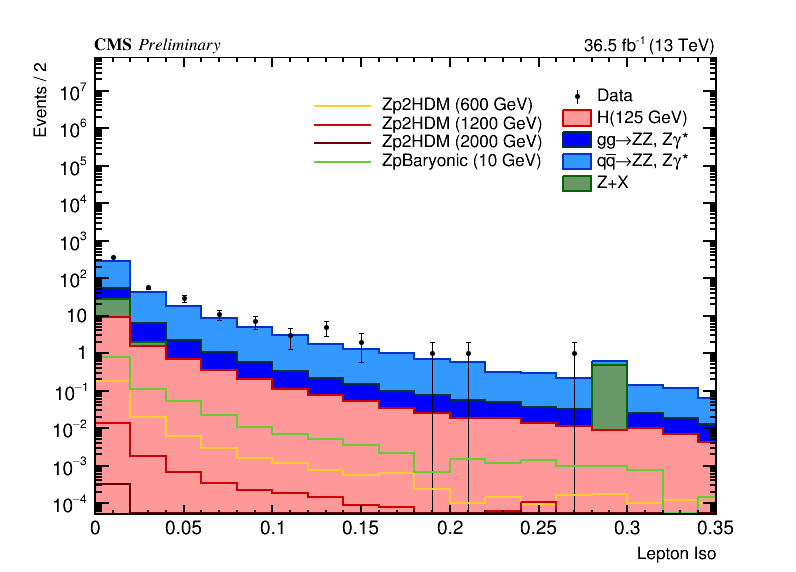 CMS Preliminary
36.5 fb⁻¹ (13 TeV)
Events / 2
Zp2HDM (600 GeV)
Zp2HDM (1200 GeV)
Zp2HDM (2000 GeV)
ZpBaryonic (10 GeV)
Data
H(125 GeV)
gg→ZZ, Zγ*
qq̅→ZZ, Zγ*
Z+X
10⁷
10⁶
10⁵
10⁴
10³
10²
10
1
10⁻¹
10⁻²
10⁻³
10⁻⁴
0 0.05 0.1 0.15 0.2 0.25 0.3 0.35
Lepton Iso